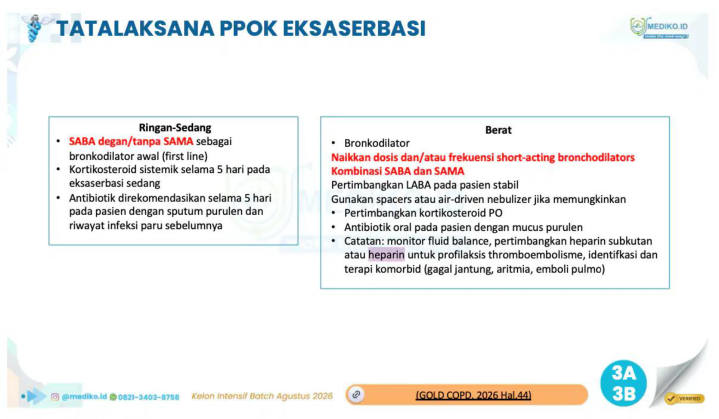 TATALAKSANA PPOK EKSASERBASI
MEDIKO.ID
Ringan-Sedang
• SABA degan/tanpa SAMA sebagai
bronkodilator awal (first line)
• Kortikosteroid sistemik selama 5 hari pada
eksaserbasi sedang
• Antibiotik direkomendasikan selama 5 hari
pada pasien dengan sputum purulen dan
riwayat infeksi paru sebelumnya
Berat
• Bronkodilator
Naikkan dosis dan/atau frekuensi short-acting bronchodilators
Kombinasi SABA dan SAMA
Pertimbangkan LABA pada pasien stabil
Gunakan spacers atau air-driven nebulizer jika memungkinkan
• Pertimbangkan kortikosteroid PO
• Antibiotik oral pada pasien dengan mucus purulen
• Catatan: monitor fluid balance, pertimbangkan heparin subkutan
atau heparin untuk profilaksis thromboembolisme, identifkasi dan
terapi komorbid (gagal jantung, aritmia, emboli pulmo)
3A
3B
@mediko.id 0821-3403-8758 Kelon Intensif Batch Agustus 2026
(GOLD COPD, 2026 Hal.44)
VERIFIED